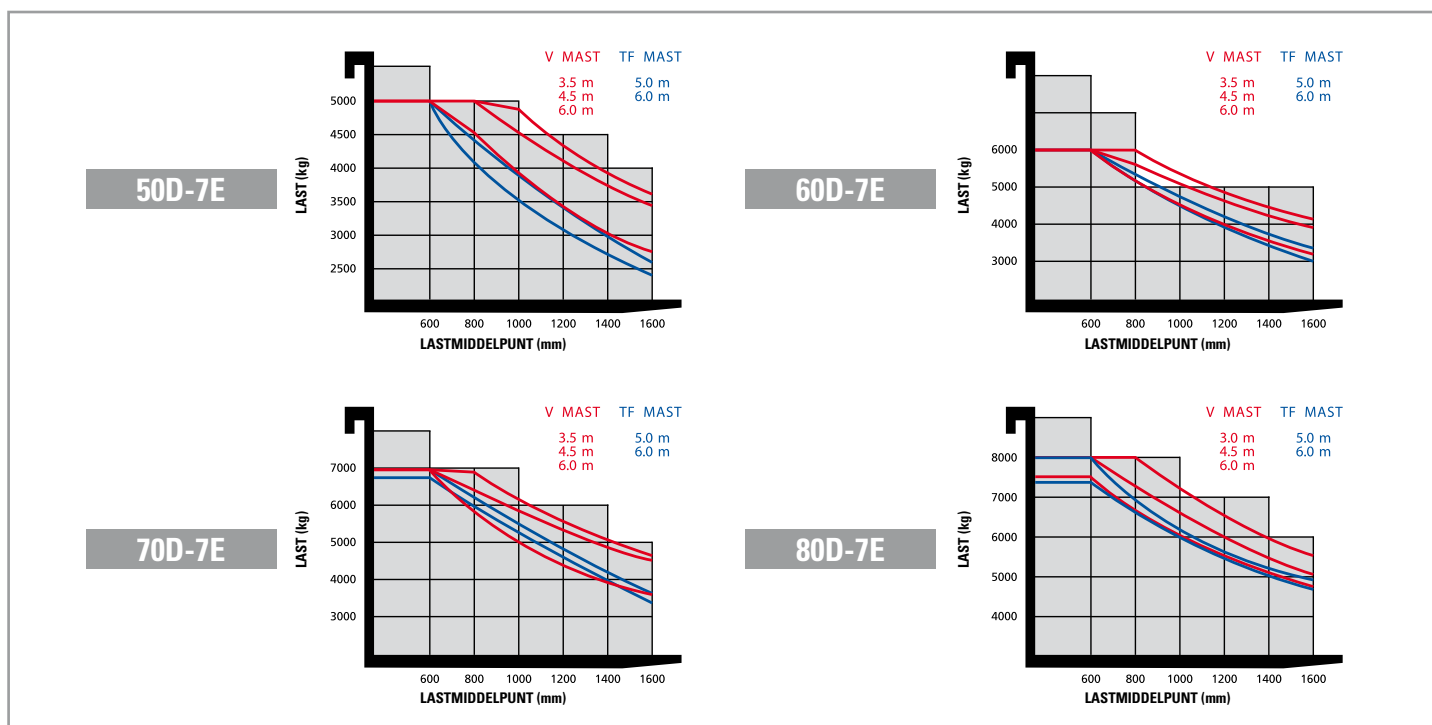 V MAST TF MAST
3.5 m 5.0 m
4.5 m 6.0 m
6.0 m
50D-7E
LAST (kg)
5000
4500
4000
3500
3000
2500
600 800 1000 1200 1400 1600
LASTMIDDELPUNT (mm)
V MAST TF MAST
3.5 m 5.0 m
4.5 m 6.0 m
6.0 m
60D-7E
LAST (kg)
6000
5000
4000
3000
600 800 1000 1200 1400 1600
LASTMIDDELPUNT (mm)
V MAST TF MAST
3.5 m 5.0 m
4.5 m 6.0 m
6.0 m
70D-7E
LAST (kg)
7000
6000
5000
4000
3000
600 800 1000 1200 1400 1600
LASTMIDDELPUNT (mm)
V MAST TF MAST
3.0 m 5.0 m
4.5 m 6.0 m
6.0 m
80D-7E
LAST (kg)
8000
7000
6000
5000
4000
600 800 1000 1200 1400 1600
LASTMIDDELPUNT (mm)